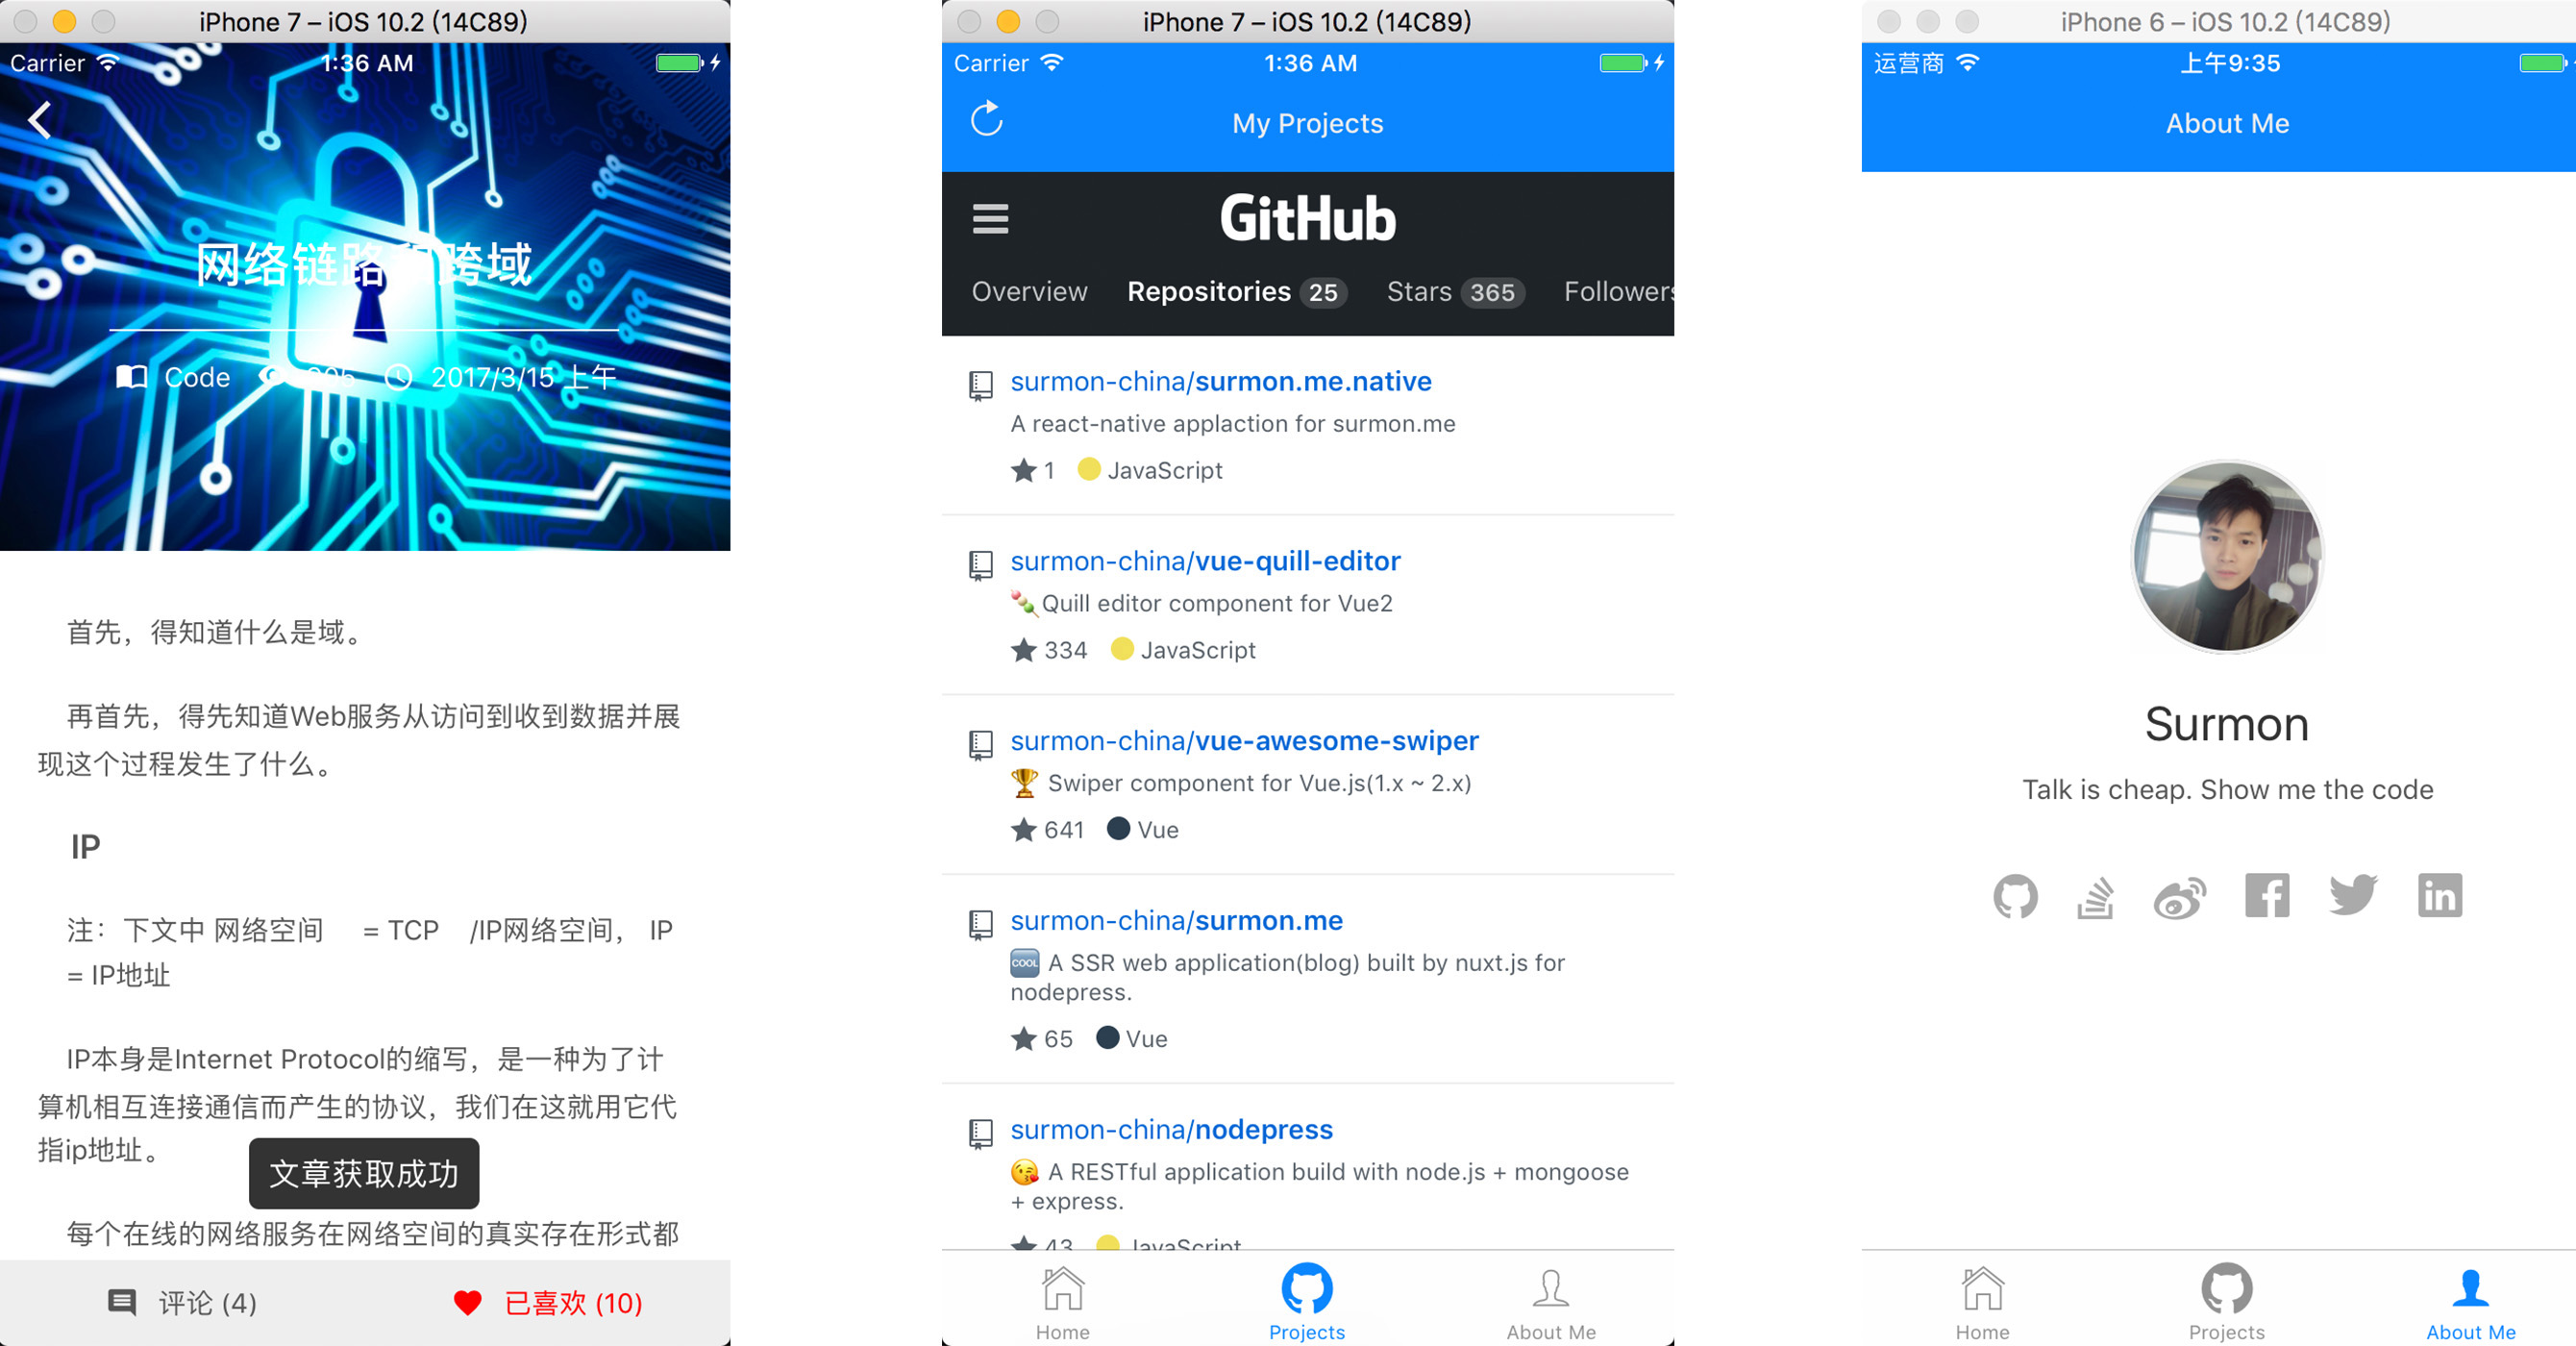 iPhone 7 – iOS 10.2 (14C89)
Carrier
1:36 AM
网络链路和跨域
Code
2017/3/15 上午
首先，得知道什么是域。
再首先，得先知道Web服务从访问到收到数据并展
现这个过程发生了什么。
IP
注：下文中 网络空间 = TCP /IP网络空间， IP
= IP地址
IP本身是Internet Protocol的缩写，是一种为了计
算机相互连接通信而产生的协议，我们在这就用它代
指ip地址。
文章获取成功
每个在线的网络服务在网络空间的真实存在形式都
评论 (4)
已喜欢 (10)
iPhone 7 – iOS 10.2 (14C89)
Carrier
1:36 AM
My Projects
GitHub
Overview Repositories 25 Stars 365 Followers
surmon-china/surmon.me.native
A react-native applaction for surmon.me
1 JavaScript
surmon-china/vue-quill-editor
Quill editor component for Vue2
334 JavaScript
surmon-china/vue-awesome-swiper
Swiper component for Vue.js(1.x ~ 2.x)
641 Vue
surmon-china/surmon.me
COOL A SSR web application(blog) built by nuxt.js for
nodepress.
65 Vue
surmon-china/nodepress
A RESTful application build with node.js + mongoose
+ express.
43 JavaScript
Home Projects About Me
iPhone 6 – iOS 10.2 (14C89)
运营商
上午9:35
About Me
Surmon
Talk is cheap. Show me the code
in
Home Projects About Me